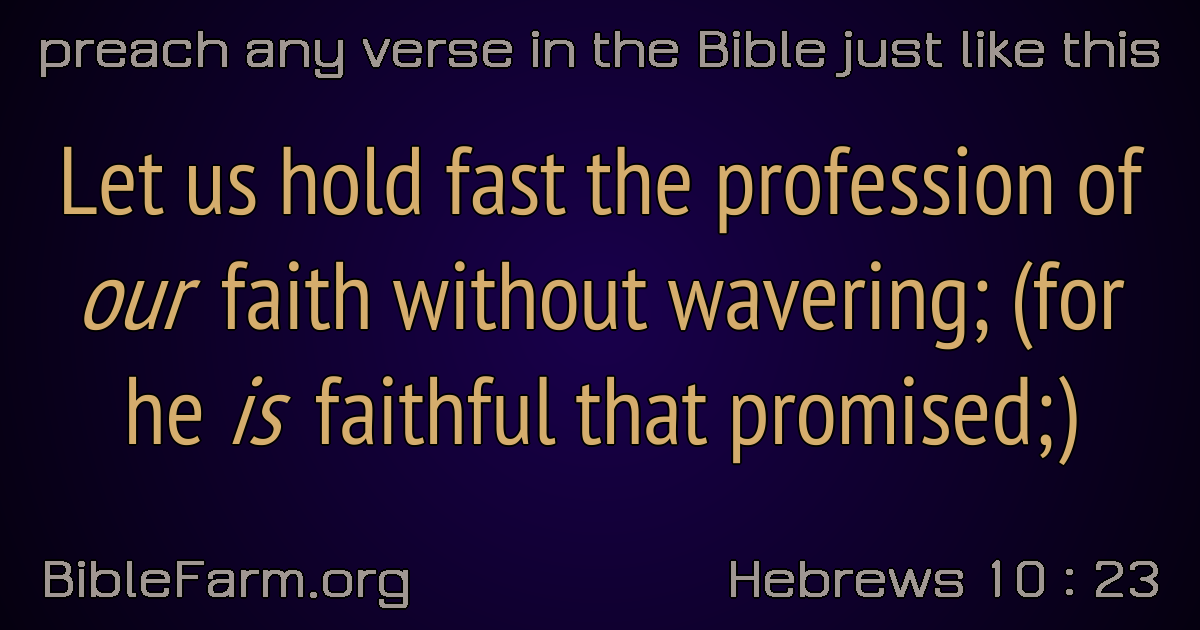 preach any verse in the Bible just like this
Let us hold fast the profession of
our faith without wavering; (for
he is faithful that promised;)
BibleFarm.org
Hebrews 10 : 23